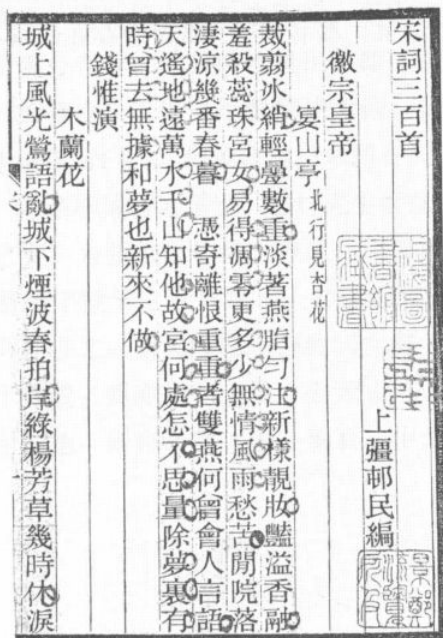 宋詞三百首
上彊邨民編
徽宗皇帝
宴山亭 北行見杏花
裁翦冰綃輕疊數重淡著燕脂勻注新樣靚妝豔溢香融
羞殺蕊珠宮女易得凋零更多少無情風雨愁苦閒院落
淒涼幾番春暮　憑寄離恨重重者雙燕何曾會人言語
天遙地遠萬水千山知他故宮何處怎不思量除夢裏有
時曾去無據和夢也新來不做
錢惟演
木蘭花
城上風光鶯語亂城下煙波春拍岸綠楊芳草幾時休淚